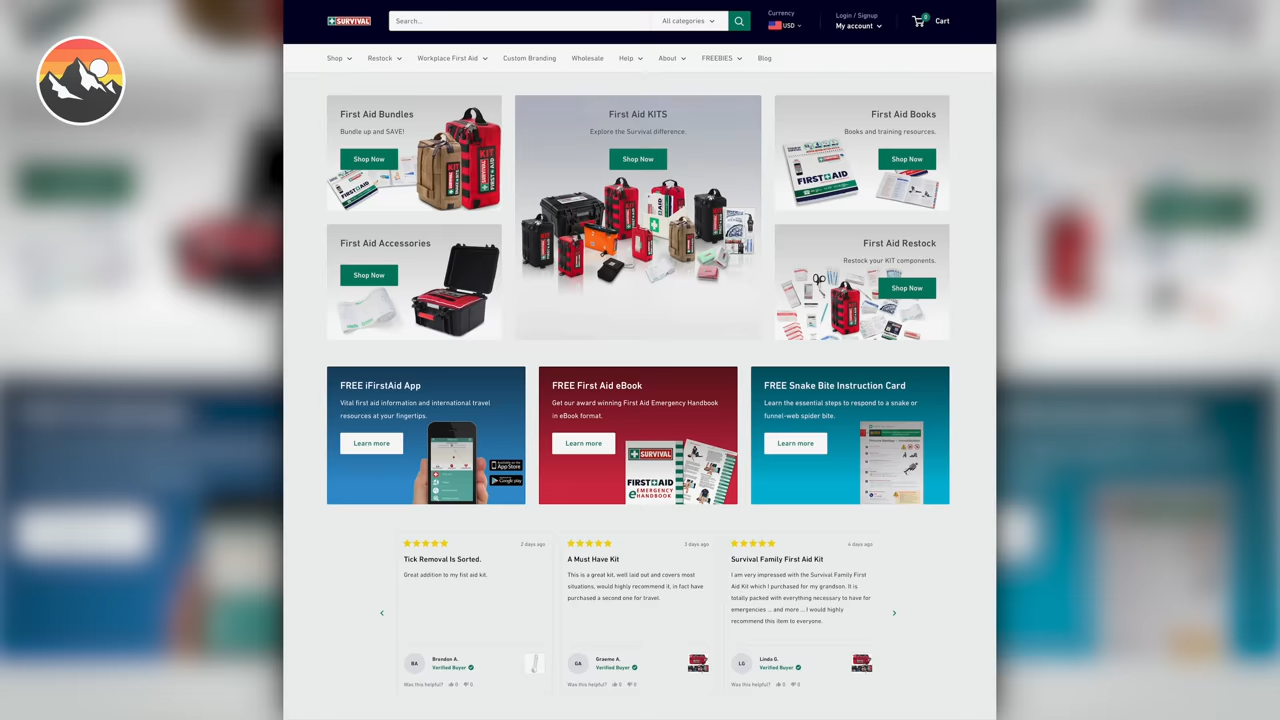 SURVIVAL
Search...
All categories
Currency
USD
Login / Signup
My account
0
Cart
Shop
Restock
Workplace First Aid
Custom Branding
Wholesale
Help
About
FREEBIES
Blog
First Aid Bundles
Bundle up and SAVE!
Shop Now
First Aid KITS
Explore the Survival difference.
Shop Now
First Aid Books
Books and training resources.
Shop Now
First Aid Accessories
Shop Now
First Aid Restock
Restock your KIT components.
Shop Now
FREE iFirstAid App
Vital first aid information and international travel
resources at your fingertips.
Learn more
App Store
Google play
FREE First Aid eBook
Get our award winning First Aid Emergency Handbook
in eBook format.
Learn more
SURVIVAL
FIRST AID
EMERGENCY
HANDBOOK
FREE Snake Bite Instruction Card
Learn the essential steps to respond to a snake or
funnel-web spider bite.
Learn more
2 days ago
Tick Removal Is Sorted.
Great addition to my fist aid kit.
BA
Brendon A.
Verified Buyer
Was this helpful? 0 0
3 days ago
A Must Have Kit
This is a great kit, well laid out and covers most
situations, would highly recommend it, in fact have
purchased a second one for travel.
GA
Graeme A.
Verified Buyer
Was this helpful? 0 0
4 days ago
Survival Family First Aid Kit
I am very impressed with the Survival Family First
Aid Kit which I purchased for my grandson. It is
totally packed with everything necessary to have for
emergencies ... and more ... I would highly
recommend this item to everyone.
LG
Linda G.
Verified Buyer
Was this helpful? 0 0